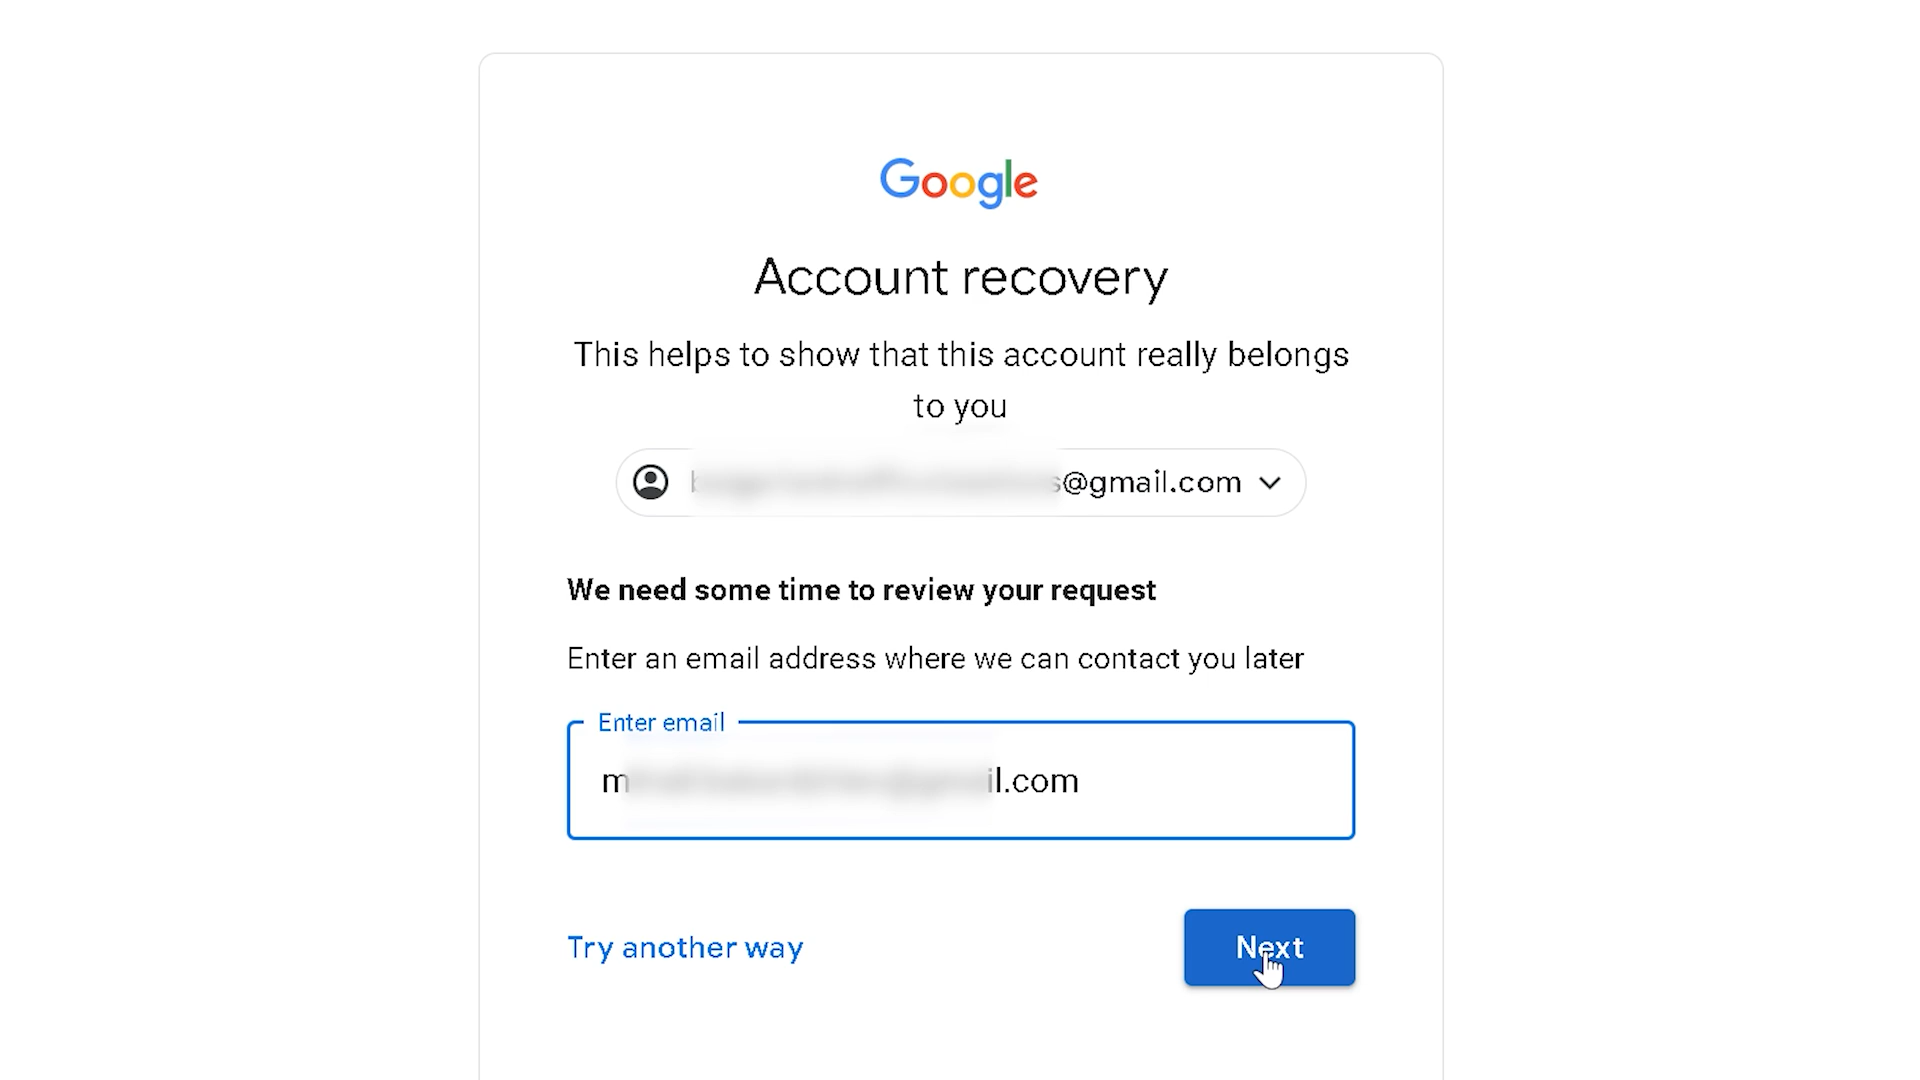 Google
Account recovery
This helps to show that this account really belongs
to you
s@gmail.com
We need some time to review your request
Enter an email address where we can contact you later
Enter email
m il.com
Try another way
Next